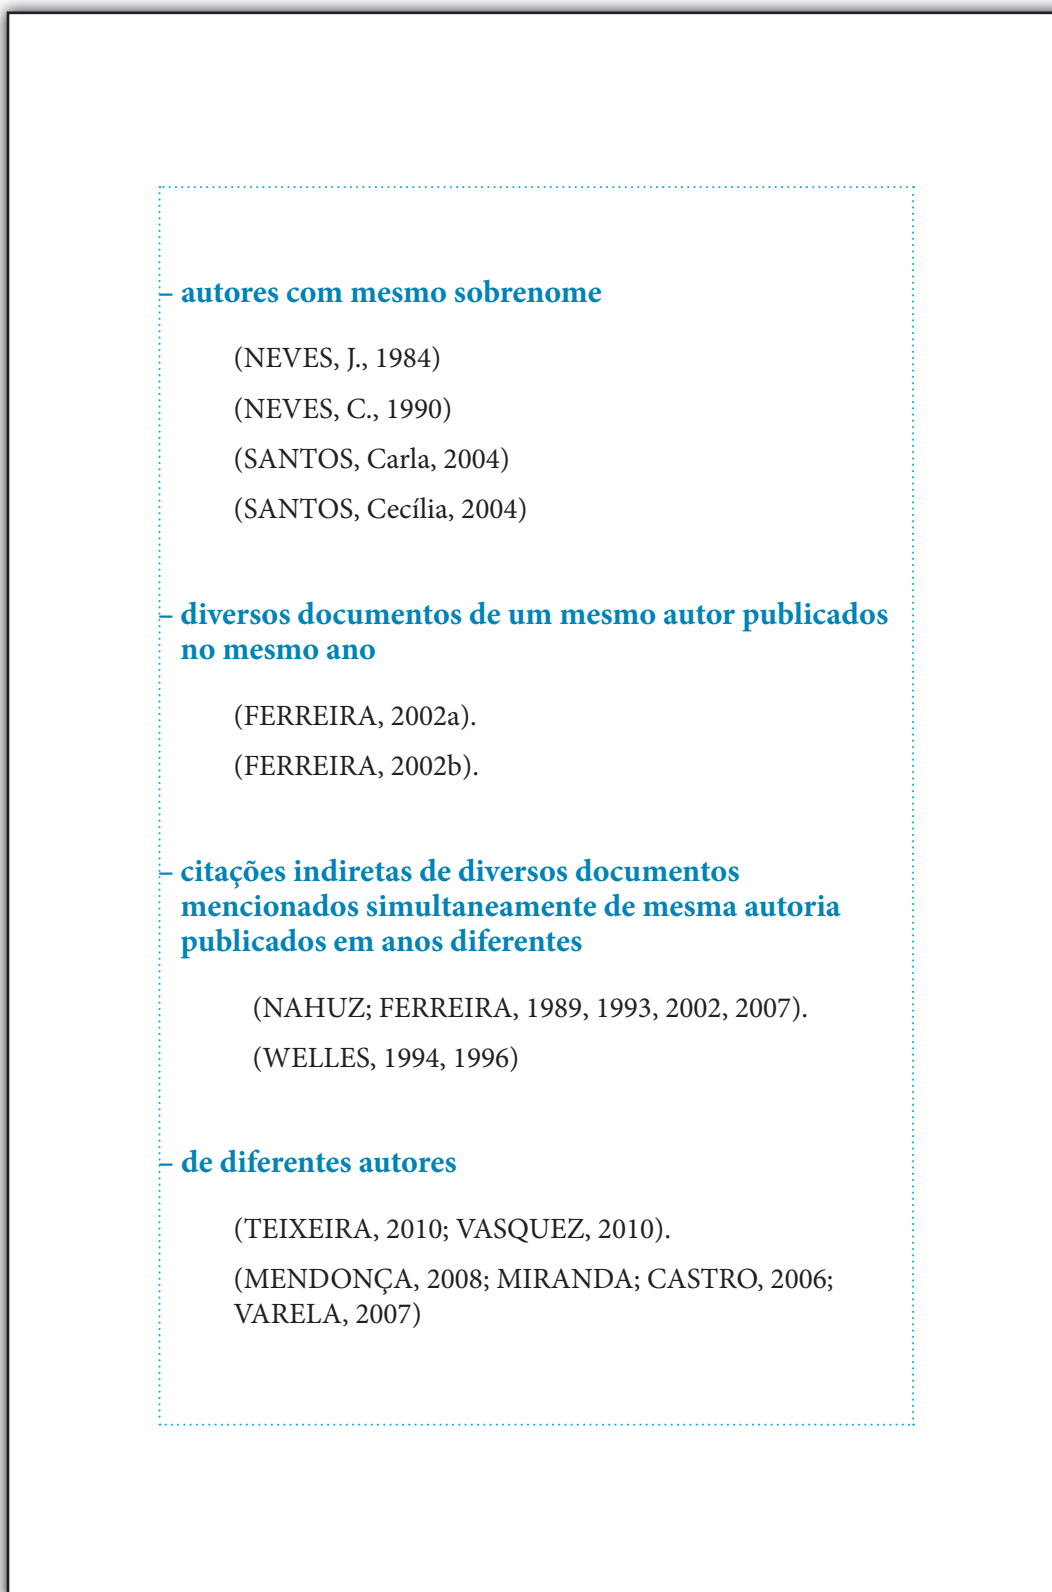 – autores com mesmo sobrenome
(NEVES, J., 1984)
(NEVES, C., 1990)
(SANTOS, Carla, 2004)
(SANTOS, Cecília, 2004)
– diversos documentos de um mesmo autor publicados
no mesmo ano
(FERREIRA, 2002a).
(FERREIRA, 2002b).
– citações indiretas de diversos documentos
mencionados simultaneamente de mesma autoria
publicados em anos diferentes
(NAHUZ; FERREIRA, 1989, 1993, 2002, 2007).
(WELLES, 1994, 1996)
– de diferentes autores
(TEIXEIRA, 2010; VASQUEZ, 2010).
(MENDONÇA, 2008; MIRANDA; CASTRO, 2006;
VARELA, 2007)